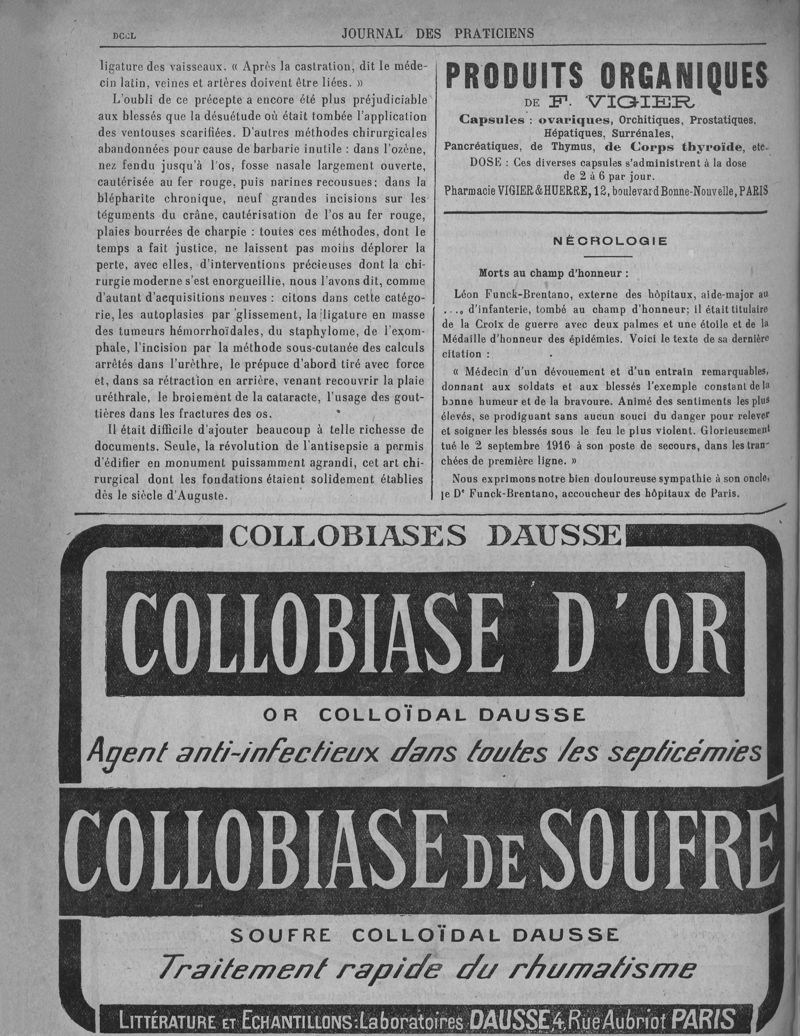 DCCL
JOURNAL DES PRATICIENS
ligature des vaisseaux. « Après la castration, dit le méde-
cin latin, veines et artères doivent être liées. »
L'oubli de ce précepte a encore été plus préjudiciable
aux blessés que la désuétude où était tombée l'application
des ventouses scarifiées. D'autres méthodes chirurgicales
abandonnées pour cause de barbarie inutile : dans l'ozène,
nez fendu jusqu'à l'os, fosse nasale largement ouverte,
cautérisée au fer rouge, puis narines recousues; dans la
blépharite chronique, neuf grandes incisions sur les
téguments du crâne, cautérisation de l'os au fer rouge,
plaies bourrées de charpie : toutes ces méthodes, dont le
temps a fait justice, ne laissent pas moins déplorer la
perte, avec elles, d'interventions précieuses dont la chi-
rurgie moderne s'est enorgueillie, nous l'avons dit, comme
d'autant d'acquisitions neuves : citons dans cette catégo-
rie, les autoplasies par glissement, la ligature en masse
des tumeurs hémorrhoïdales, du staphylome, de l'exom-
phale, l'incision par la méthode sous-cutanée des calculs
arrêtés dans l'urèthre, le prépuce d'abord tiré avec force
et, dans sa rétraction en arrière, venant recouvrir la plaie
uréthrale, le broiement de la cataracte, l'usage des gout-
tières dans les fractures des os.
Il était difficile d'ajouter beaucoup à telle richesse de
documents. Seule, la révolution de l'antisepsie a permis
d'édifier en monument puissamment agrandi, cet art chi-
rurgical dont les fondations étaient solidement établies
dès le siècle d'Auguste.
PRODUITS ORGANIQUES
DE F. VIGIER
Capsules : ovariques, Orchitiques, Prostatiques,
Hépatiques, Surrénales,
Pancréatiques, de Thymus, de Corps thyroïde, etc.
DOSE : Ces diverses capsules s'administrent à la dose
de 2 à 6 par jour.
Pharmacie VIGIER & HUERRE, 12, boulevard Bonne-Nouvelle, PARIS
NÉCROLOGIE
Morts au champ d'honneur :
Léon Funck-Brentano, externe des hôpitaux, aide-major au
..., d'infanterie, tombé au champ d'honneur; il était titulaire
de la Croix de guerre avec deux palmes et une étoile et de la
Médaille d'honneur des épidémies. Voici le texte de sa dernière
citation :
« Médecin d'un dévouement et d'un entrain remarquables,
donnant aux soldats et aux blessés l'exemple constant de la
bonne humeur et de la bravoure. Animé des sentiments les plus
élevés, se prodiguant sans aucun souci du danger pour relever
et soigner les blessés sous le feu le plus violent. Glorieusement
tué le 2 septembre 1916 à son poste de secours, dans les tran-
chées de première ligne. »
Nous exprimons notre bien douloureuse sympathie à son oncle,
le Dr Funck-Brentano, accoucheur des hôpitaux de Paris.
COLLOBIASES DAUSSE
COLLOBIASE D'OR
OR COLLOÏDAL DAUSSE
Agent anti-infectieux dans toutes les septicémies
COLLOBIASE DE SOUFRE
SOUFRE COLLOÏDAL DAUSSE
Traitement rapide du rhumatisme
LITTÉRATURE ET ECHANTILLONS: Laboratoires DAUSSE 4, Rue Aubriot PARIS